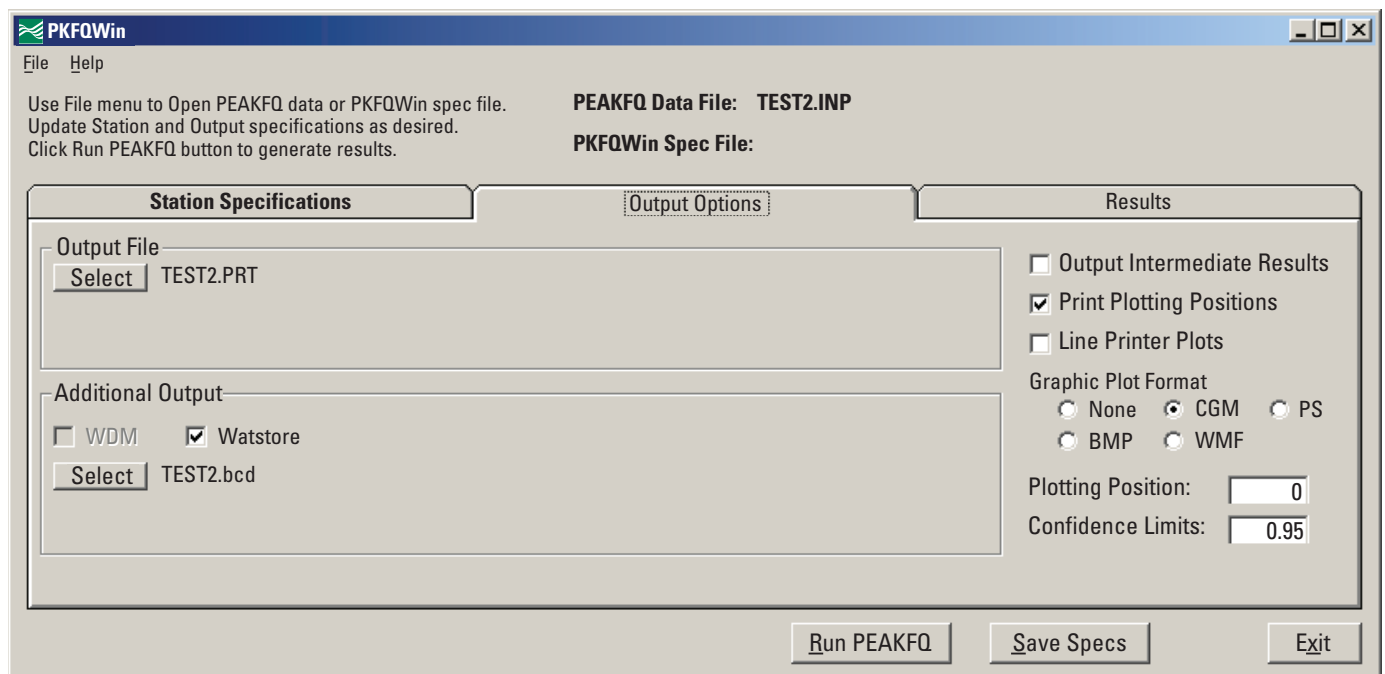 PKFQWin
File Help
Use File menu to Open PEAKFQ data or PKFQWin spec file.
Update Station and Output specifications as desired.
Click Run PEAKFQ button to generate results.
PEAKFQ Data File: TEST2.INP
PKFQWin Spec File:
Station Specifications
Output Options
Results
Output File
Select TEST2.PRT
Additional Output
WDM Watstore
Select TEST2.bcd
Output Intermediate Results
Print Plotting Positions
Line Printer Plots
Graphic Plot Format
None CGM PS
BMP WMF
Plotting Position: 0
Confidence Limits: 0.95
Run PEAKFQ
Save Specs
Exit